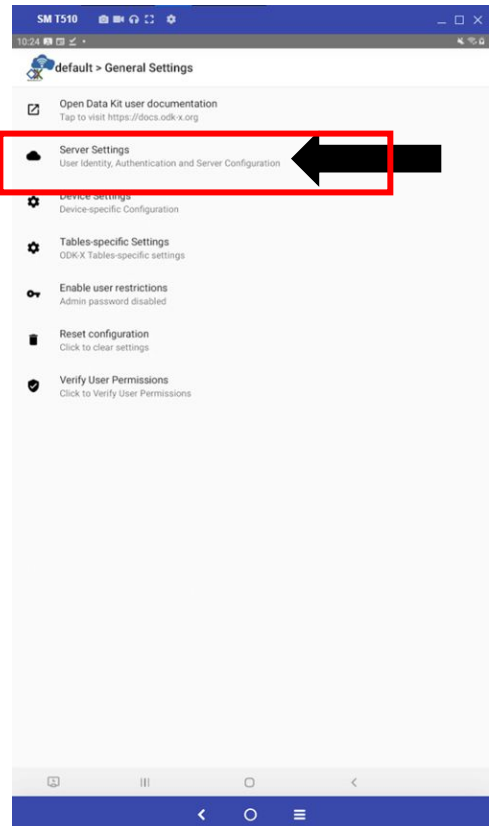 SM T510
10:24
default > General Settings
Open Data Kit user documentation
Tap to visit https://docs.odk-x.org
Server Settings
User Identity, Authentication and Server Configuration
Device Settings
Device-specific Configuration
Tables-specific Settings
ODK-X Tables-specific settings
Enable user restrictions
Admin password disabled
Reset configuration
Click to clear settings
Verify User Permissions
Click to Verify User Permissions